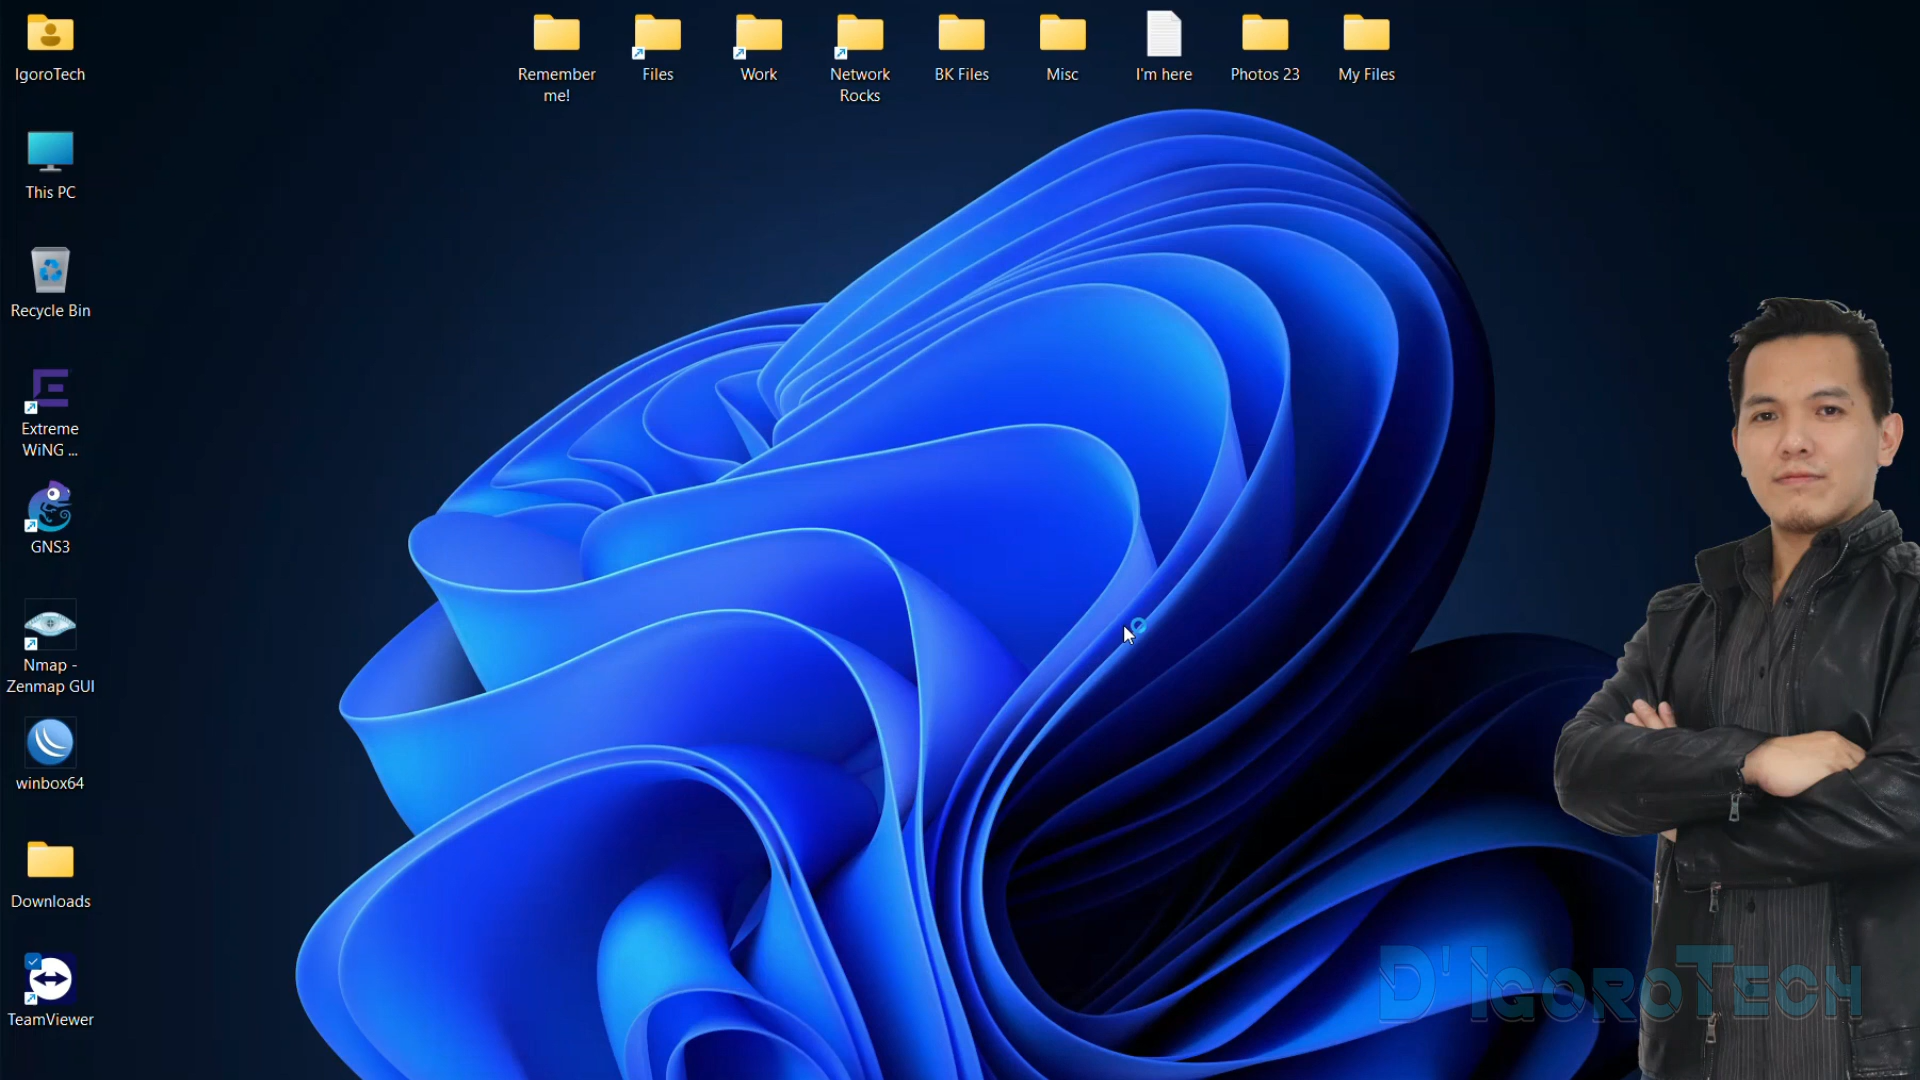 IgoroTech
This PC
Recycle Bin
Extreme
WiNG ...
GNS3
Nmap -
Zenmap GUI
winbox64
Downloads
TeamViewer
Remember
me!
Files
Work
Network
Rocks
BK Files
Misc
I'm here
Photos 23
My Files
D'IGOROTECH